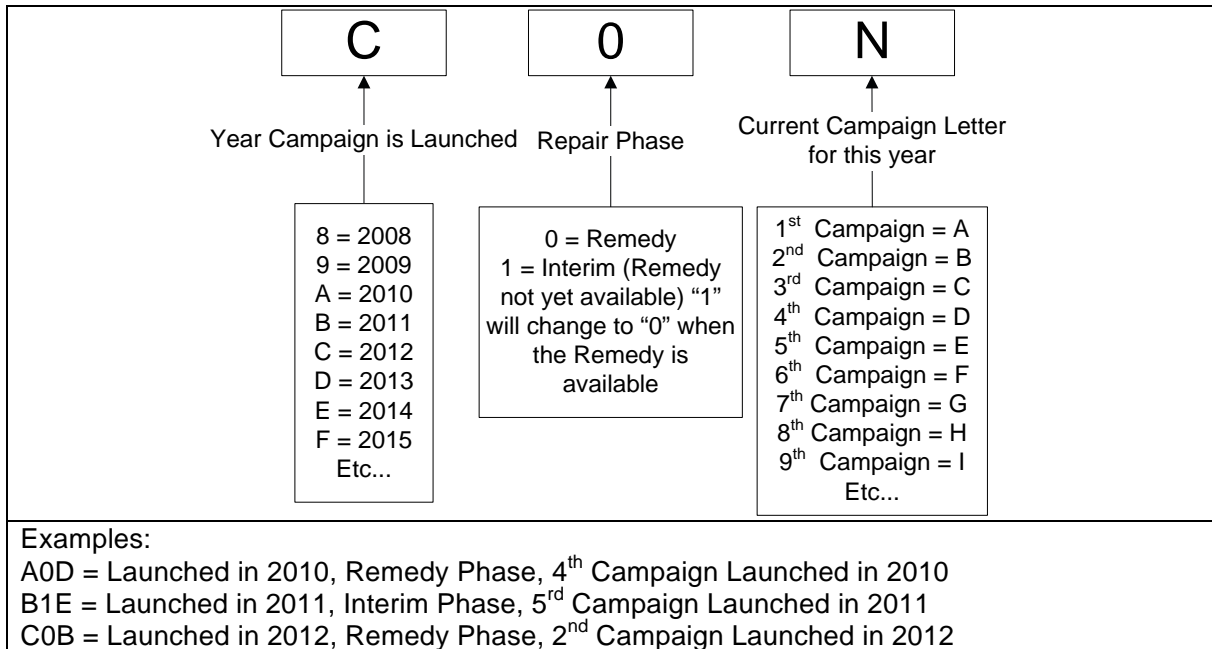 C 0 N
Year Campaign is Launched
Repair Phase
Current Campaign Letter
for this year
8 = 2008
9 = 2009
A = 2010
B = 2011
C = 2012
D = 2013
E = 2014
F = 2015
Etc...
0 = Remedy
1 = Interim (Remedy
not yet available) “1”
will change to “0” when
the Remedy is
available
1st Campaign = A
2nd Campaign = B
3rd Campaign = C
4th Campaign = D
5th Campaign = E
6th Campaign = F
7th Campaign = G
8th Campaign = H
9th Campaign = I
Etc...
Examples:
A0D = Launched in 2010, Remedy Phase, 4th Campaign Launched in 2010
B1E = Launched in 2011, Interim Phase, 5rd Campaign Launched in 2011
C0B = Launched in 2012, Remedy Phase, 2nd Campaign Launched in 2012